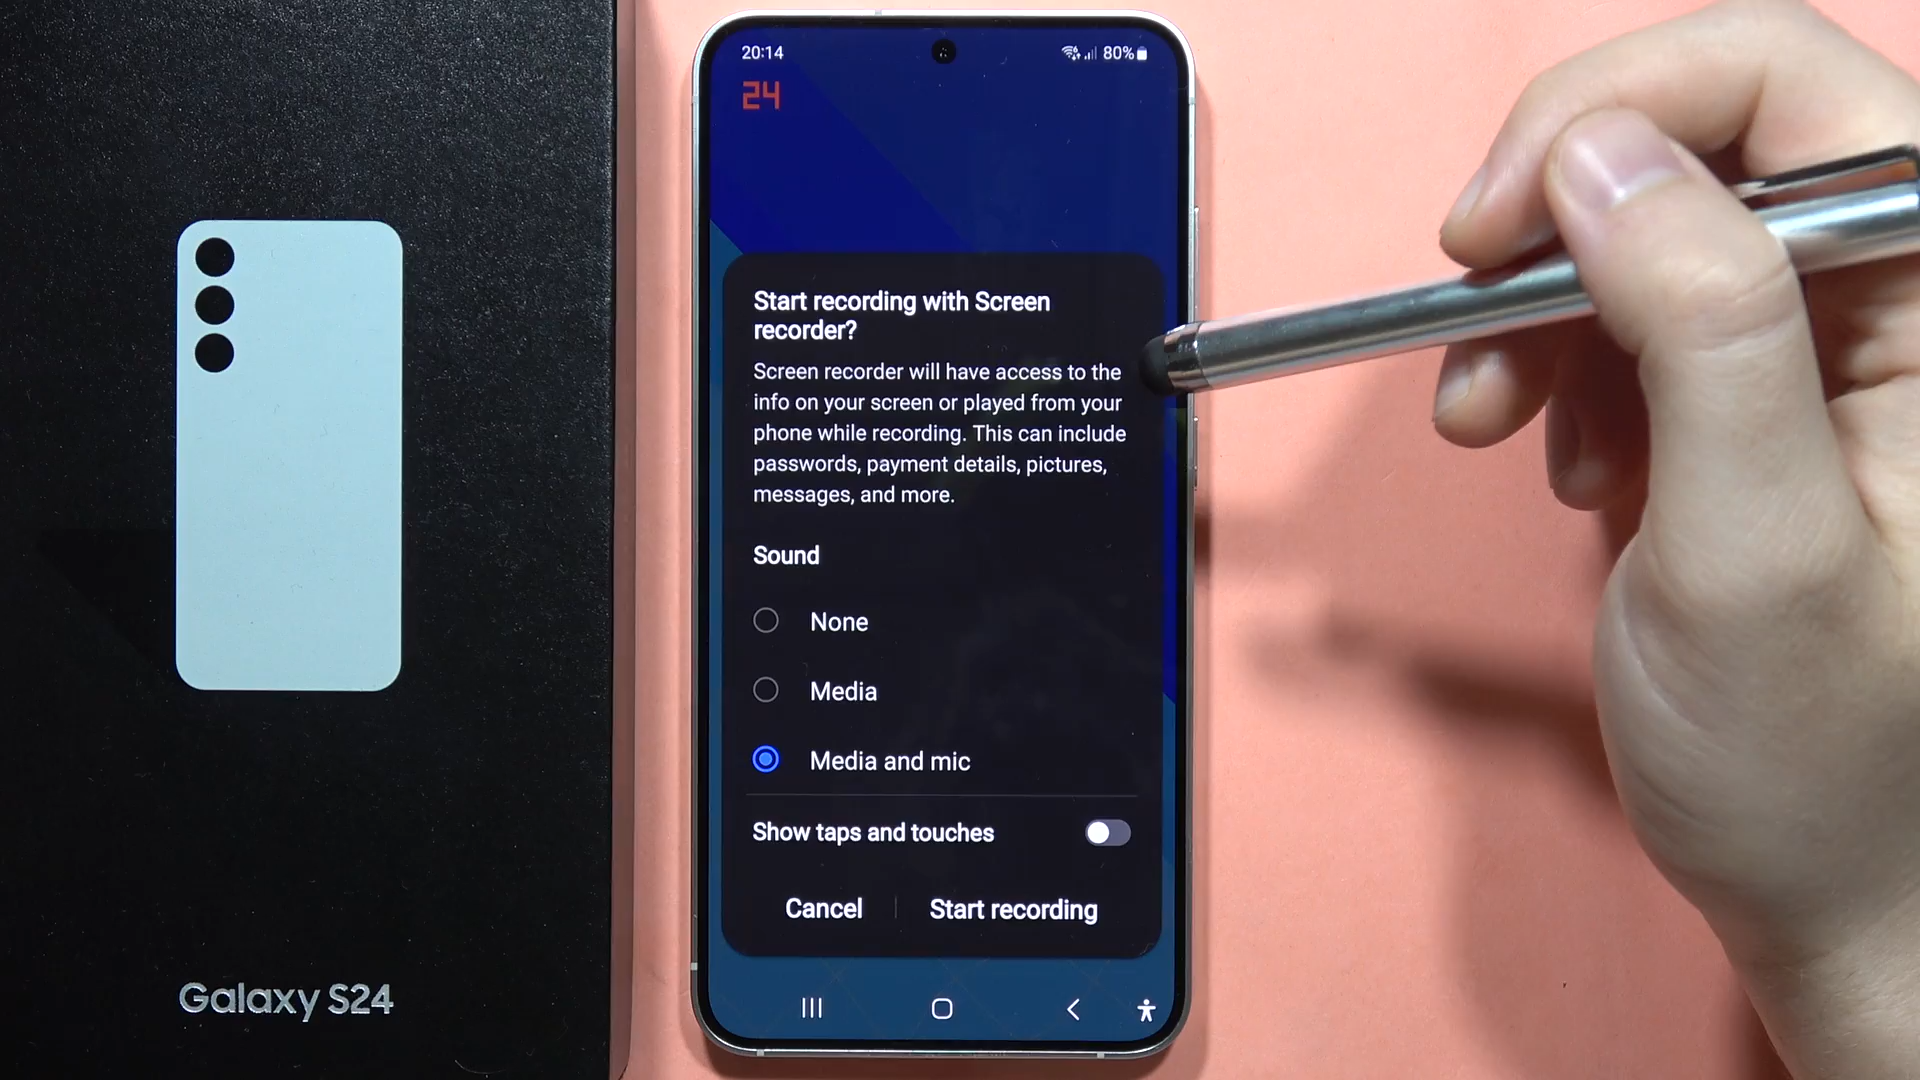 20:14
80%
24
Start recording with Screen
recorder?
Screen recorder will have access to the
info on your screen or played from your
phone while recording. This can include
passwords, payment details, pictures,
messages, and more.
Sound
None
Media
Media and mic
Show taps and touches
Cancel
Start recording
Galaxy S24